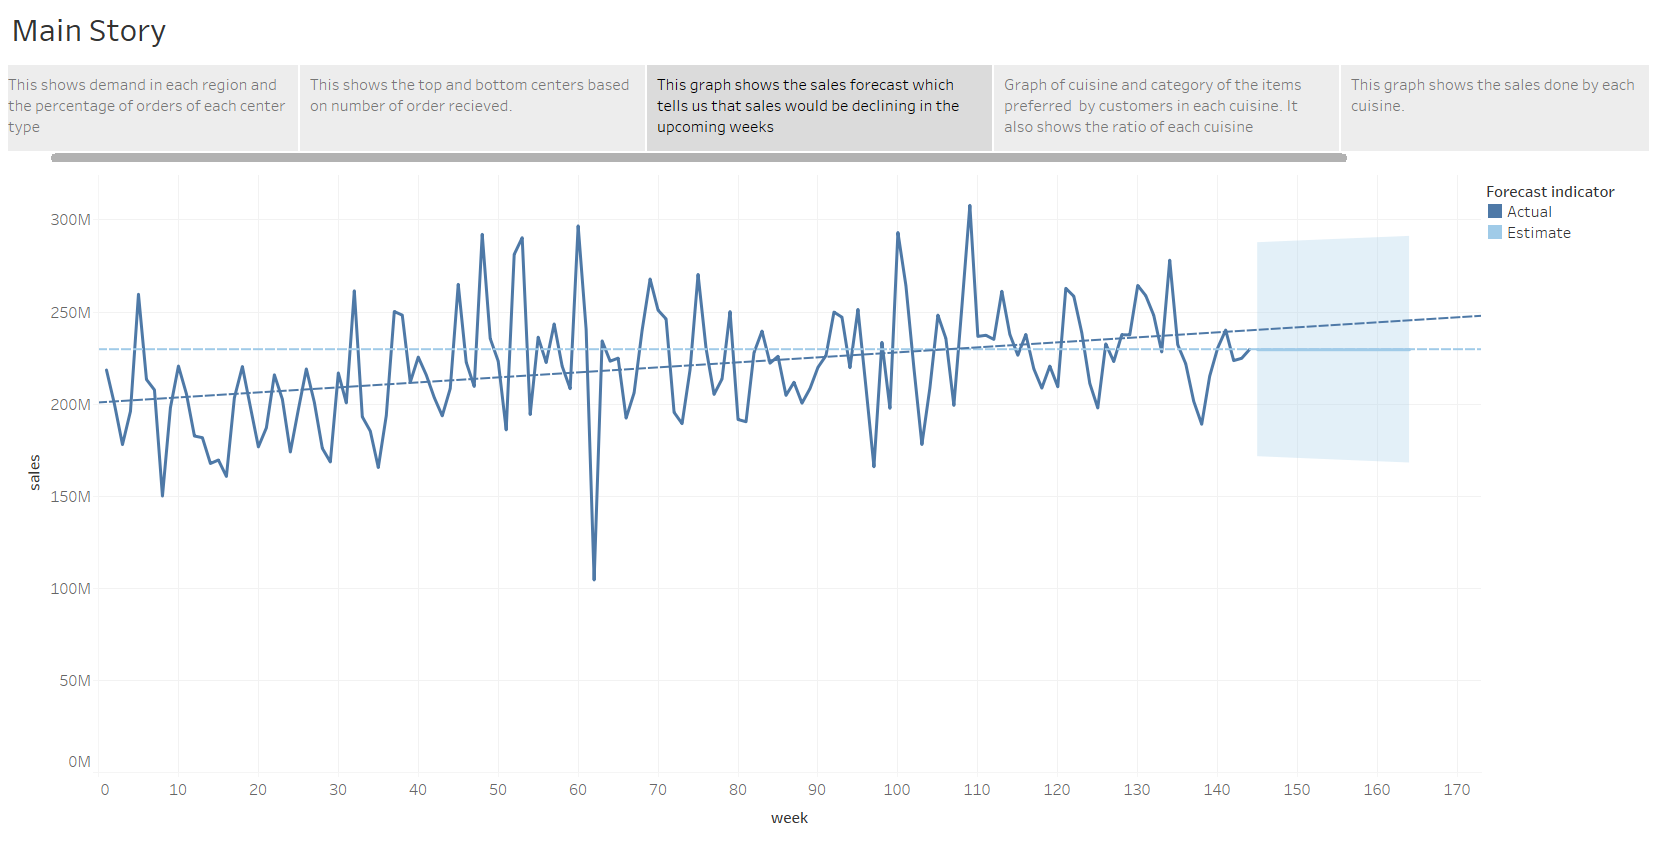 Main Story
This shows demand in each region and
the percentage of orders of each center
type
This shows the top and bottom centers based
on number of order recieved.
This graph shows the sales forecast which
tells us that sales would be declining in the
upcoming weeks
Graph of cuisine and category of the items
preferred  by customers in each cuisine. It
also shows the ratio of each cuisine
This graph shows the sales done by each
cuisine.
Forecast indicator
Actual
Estimate
300M
250M
200M
150M
100M
50M
0M
sales
0 10 20 30 40 50 60 70 80 90 100 110 120 130 140 150 160 170
week